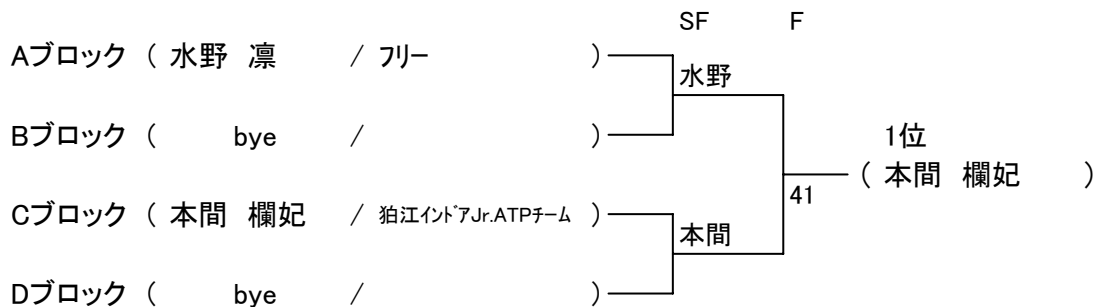 SF F
Aブロック （ 水野 凛 / フリー ）
水野
Bブロック （ bye / ）
1位
（ 本間 欄妃 ）
41
Cブロック （ 本間 欄妃 / 狛江インドアJr.ATPチーム ）
本間
Dブロック （ bye / ）